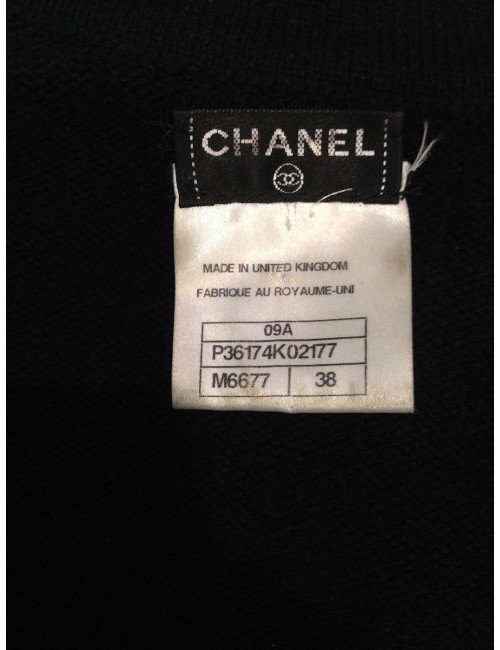 CHANEL
MADE IN UNITED KINGDOM
FABRIQUE AU ROYAUME-UNI
09A
P36174K02177
M6677 38